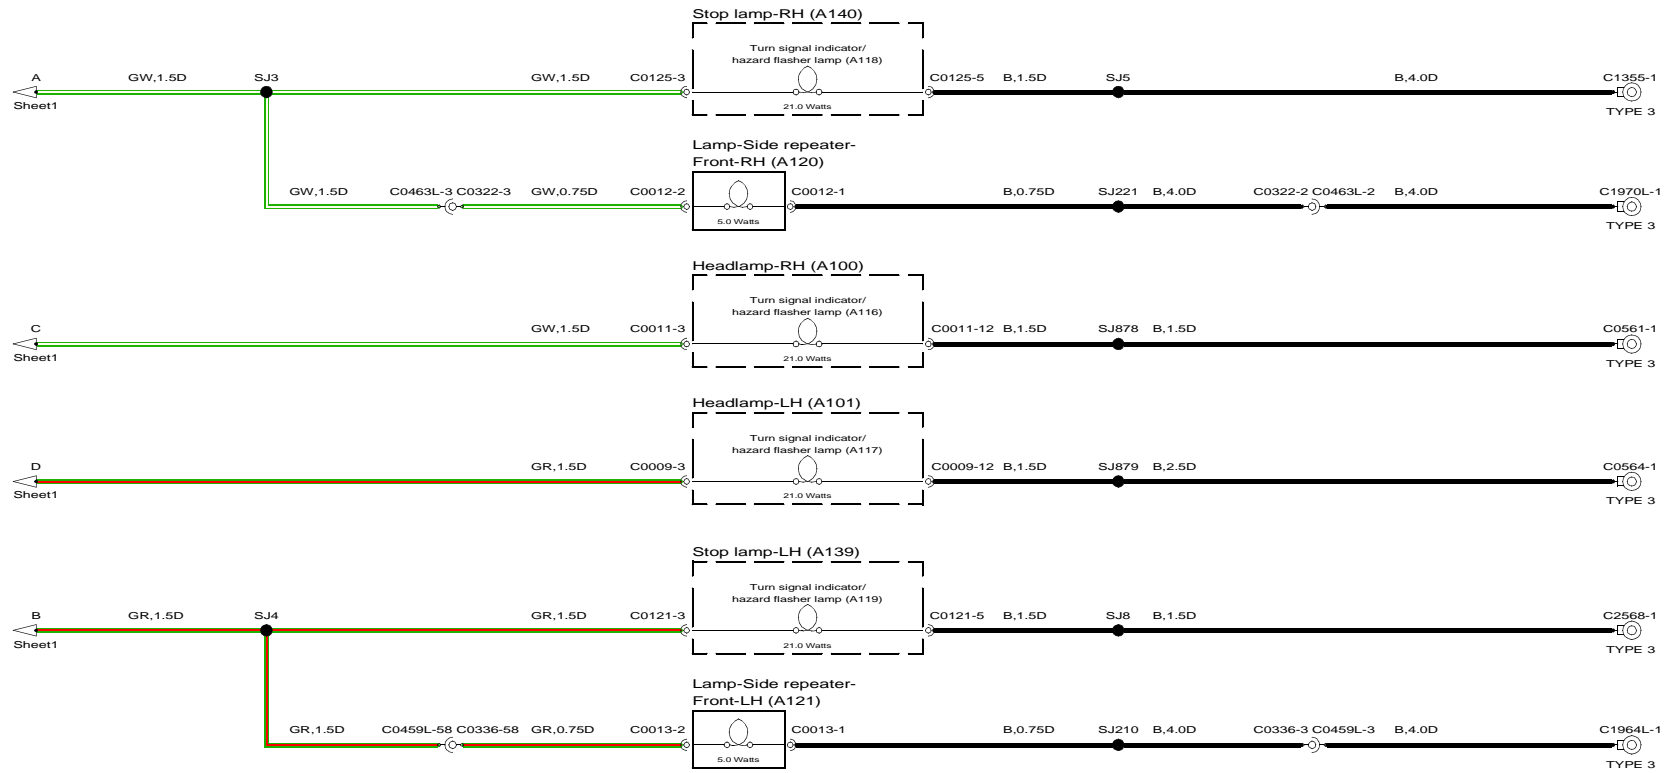 Stop lamp-RH (A140)
Turn signal indicator/
hazard flasher lamp (A118)
A GW,1.5D SJ3 GW,1.5D C0125-3 C0125-5 B,1.5D SJ5 B,4.0D C1355-1
Sheet1 21.0 Watts TYPE 3
Lamp-Side repeater-
Front-RH (A120)
GW,1.5D C0463L-3 C0322-3 GW,0.75D C0012-2 C0012-1 B,0.75D SJ221 B,4.0D C0322-2 C0463L-2 B,4.0D C1970L-1
5.0 Watts TYPE 3
Headlamp-RH (A100)
Turn signal indicator/
hazard flasher lamp (A116)
C GW,1.5D C0011-3 C0011-12 B,1.5D SJ878 B,1.5D C0561-1
Sheet1 21.0 Watts TYPE 3
Headlamp-LH (A101)
Turn signal indicator/
hazard flasher lamp (A117)
D GR,1.5D C0009-3 C0009-12 B,1.5D SJ879 B,2.5D C0564-1
Sheet1 21.0 Watts TYPE 3
Stop lamp-LH (A139)
Turn signal indicator/
hazard flasher lamp (A119)
B GR,1.5D SJ4 GR,1.5D C0121-3 C0121-5 B,1.5D SJ8 B,1.5D C2568-1
Sheet1 21.0 Watts TYPE 3
Lamp-Side repeater-
Front-LH (A121)
GR,1.5D C0459L-58 C0336-58 GR,0.75D C0013-2 C0013-1 B,0.75D SJ210 B,4.0D C0336-3 C0459L-3 B,4.0D C1964L-1
5.0 Watts TYPE 3